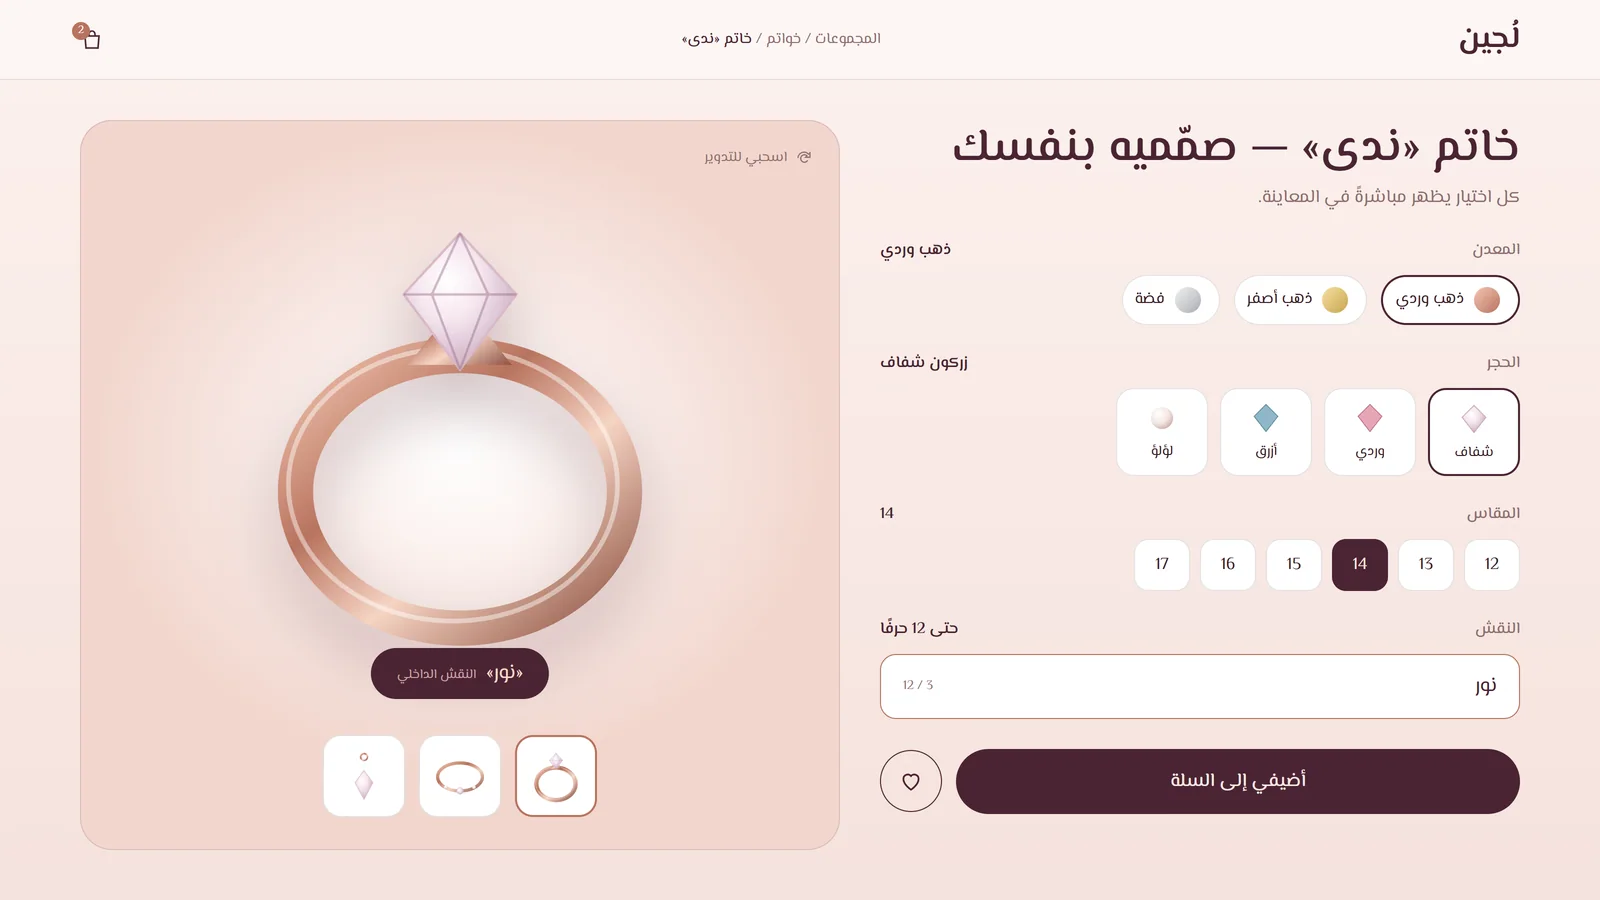 لُجين
المجموعات / خواتم / خاتم «ندى»
2
خاتم «ندى» — صمّميه بنفسك
كل اختيار يظهر مباشرةً في المعاينة.
المعدن
ذهب وردي
ذهب وردي
ذهب أصفر
فضة
الحجر
زركون شفاف
شفاف
وردي
أزرق
لؤلؤ
المقاس
14
12
13
14
15
16
17
النقش
حتى 12 حرفًا
نور
3 / 12
أضيفي إلى السلة
اسحبي للتدوير
«نور» النقش الداخلي